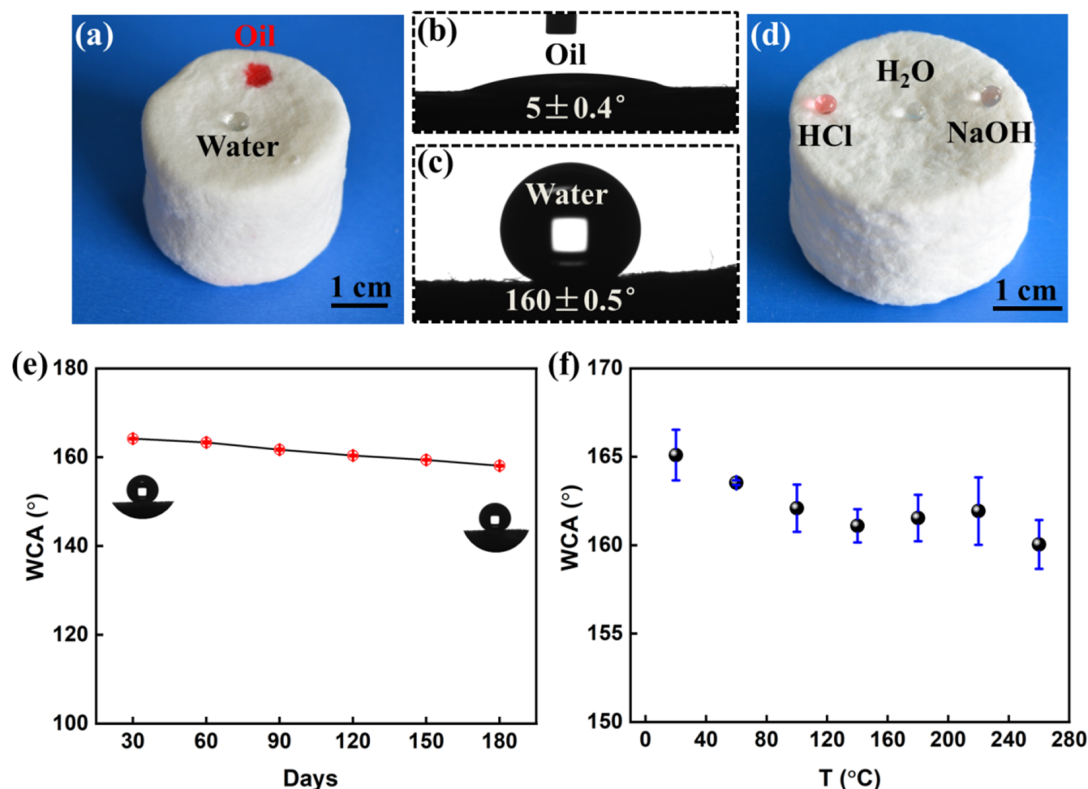 (a)
Oil
Water
1 cm
(b)
Oil
5±0.4°
(c)
Water
160±0.5°
(d)
H₂O
HCl
NaOH
1 cm
(e)
180
160
140
120
100
WCA (°)
30 60 90 120 150 180
Days
(f)
180
165
160
155
150
WCA (°)
0 40 80 120 160 200 240 280
T (°C)